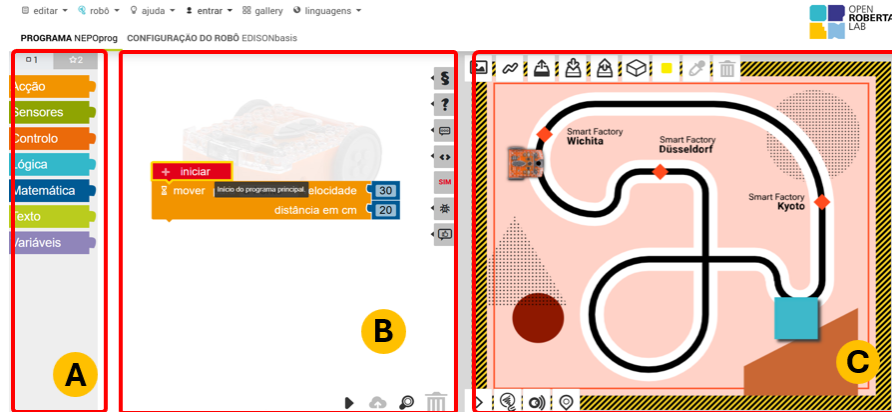 editar robô ajuda entrar gallery linguagens
OPEN
ROBERTA
LAB
PROGRAMA NEPOprog CONFIGURAÇÃO DO ROBÔ EDISONbasis
1 2
Acção
Sensores
Controlo
Lógica
Matemática
Texto
Variáveis
+ iniciar
mover Início do programa principal. elocidade 30
distância em cm 20
§
?
SIM
Smart Factory
Wichita
Smart Factory
Düsseldorf
Smart Factory
Kyoto
A
B
C